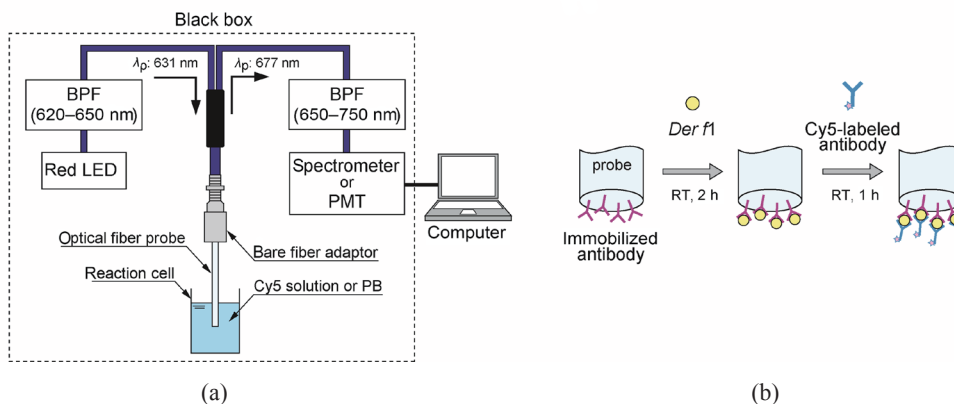 Black box
λp: 631 nm
λp: 677 nm
BPF
(620–650 nm)
BPF
(650–750 nm)
Red LED
Spectrometer
or
PMT
Computer
Optical fiber probe
Bare fiber adaptor
Reaction cell
Cy5 solution or PB
(a)
Der f1
Cy5-labeled
antibody
probe
RT, 2 h
RT, 1 h
Immobilized
antibody
(b)